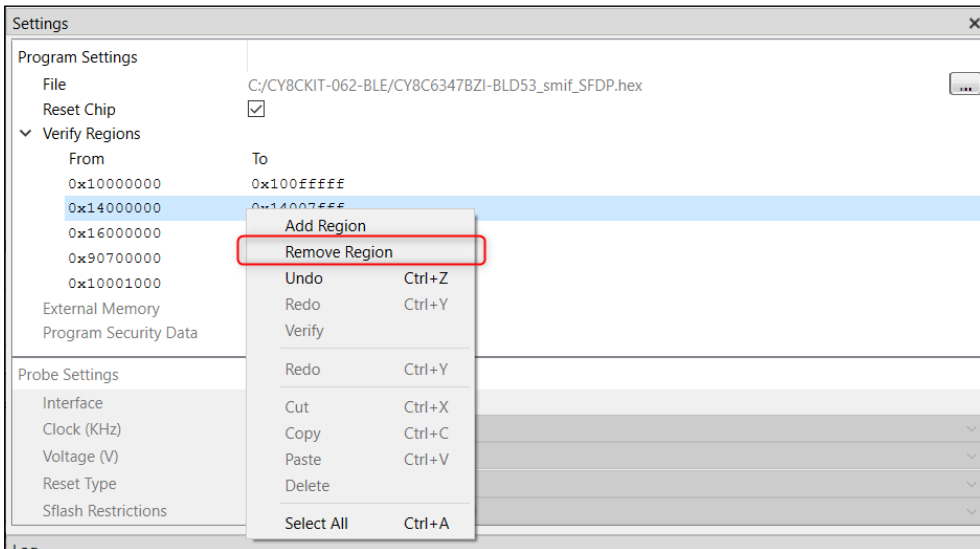 Settings
Program Settings
File C:/CY8CKIT-062-BLE/CY8C6347BZI-BLD53_smif_SFDP.hex
...
Reset Chip
Verify Regions
From To
0x10000000 0x100fffff
0x14000000 0x14007fff
0x16000000
0x90700000
0x10001000
External Memory
Program Security Data
Add Region
Remove Region
Undo Ctrl+Z
Redo Ctrl+Y
Verify
Redo Ctrl+Y
Cut Ctrl+X
Copy Ctrl+C
Paste Ctrl+V
Delete
Select All Ctrl+A
Probe Settings
Interface
Clock (KHz)
Voltage (V)
Reset Type
Sflash Restrictions
Log